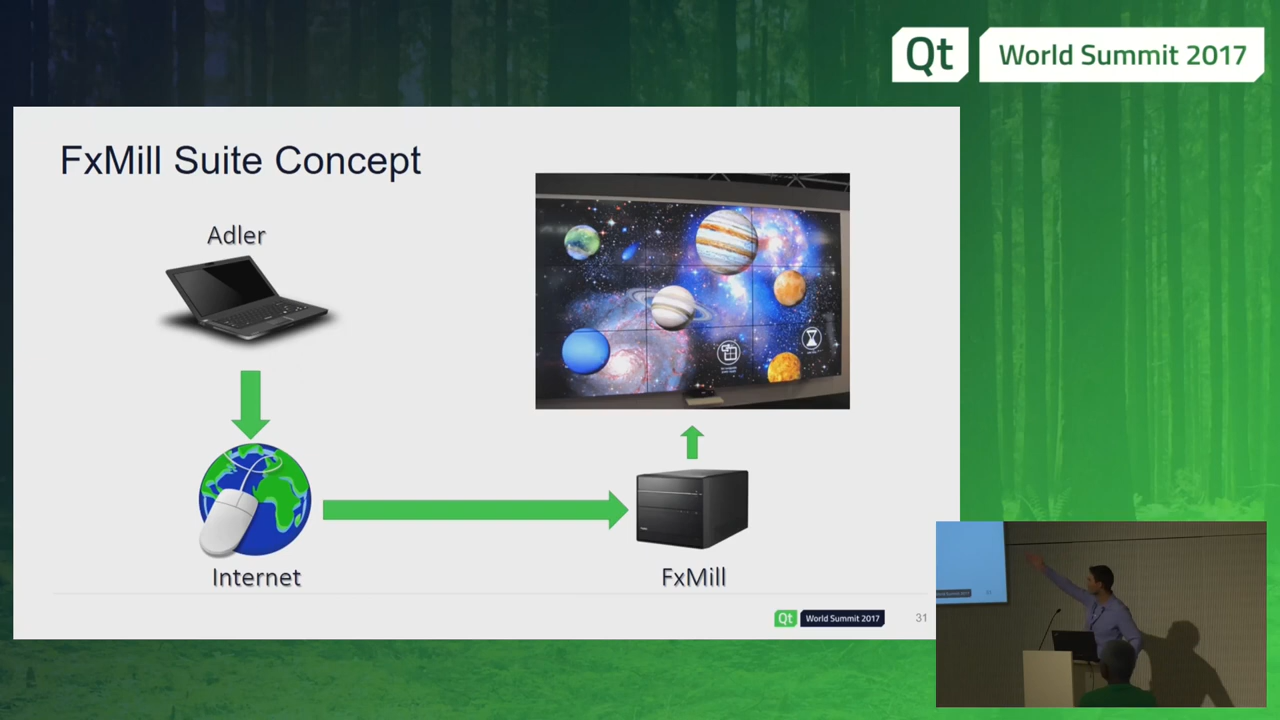 Qt World Summit 2017
FxMill Suite Concept
Adler
Internet
FxMill
Qt World Summit 2017
31